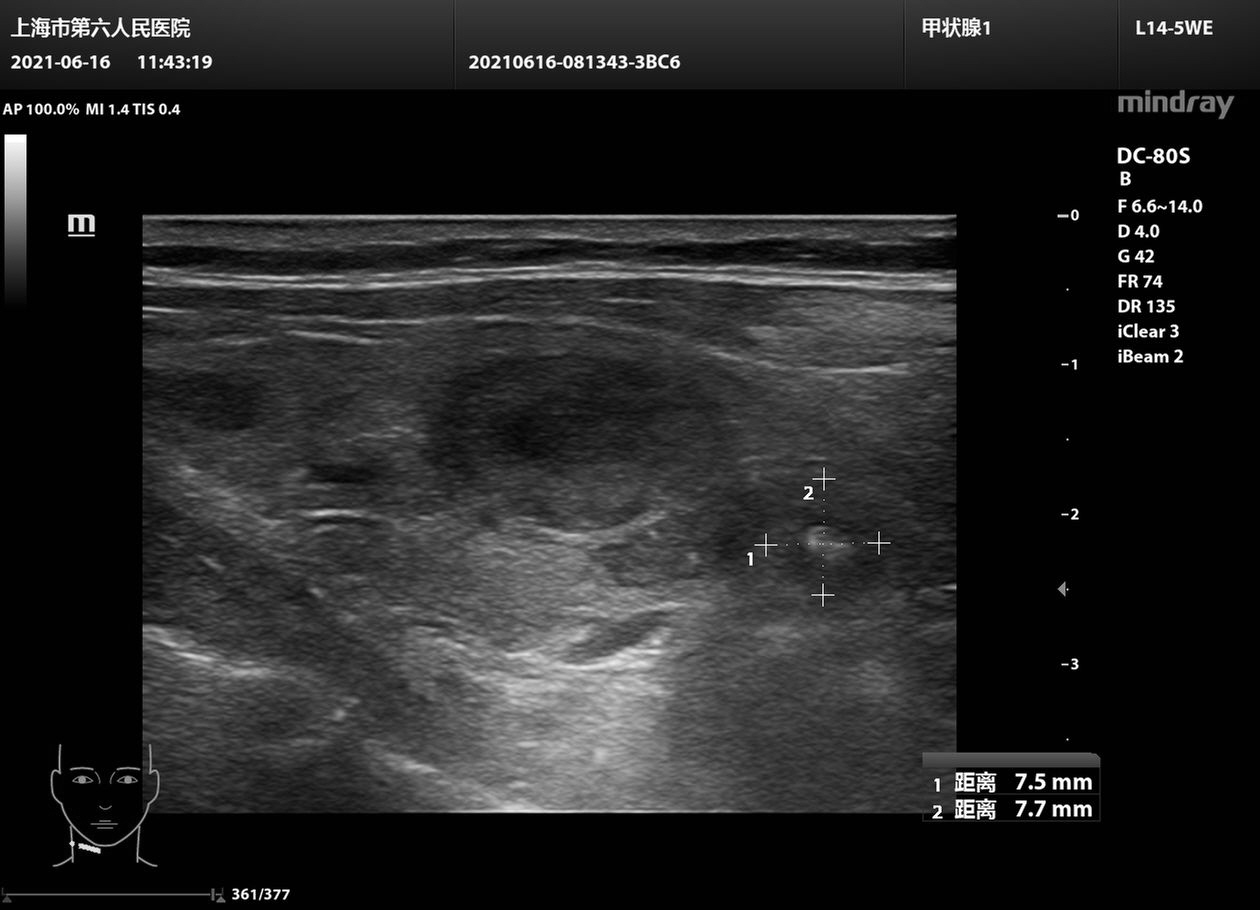 上海市第六人民医院
2021-06-16 11:43:19
20210616-081343-3BC6
甲状腺1
L14-5WE
AP 100.0% MI 1.4 TIS 0.4
mindray
DC-80S
B
F 6.6~14.0
D 4.0
G 42
FR 74
DR 135
iClear 3
iBeam 2
m
0
1
2
3
2
1
1 距离 7.5 mm
2 距离 7.7 mm
361/377